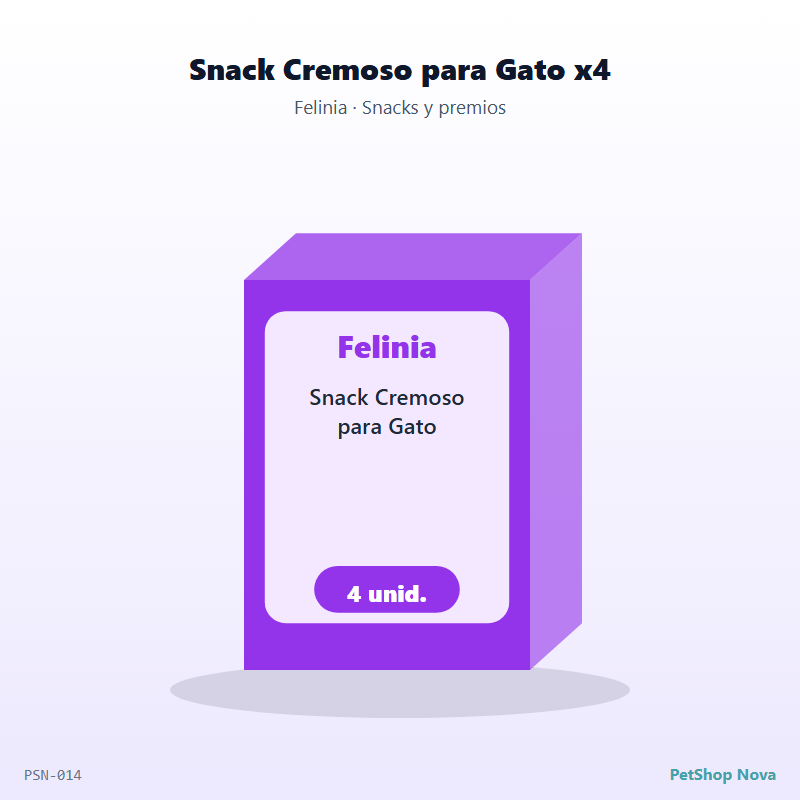 Snack Cremoso para Gato x4
Felinia · Snacks y premios
Felinia
Snack Cremoso
para Gato
4 unid.
PSN-014
PetShop Nova